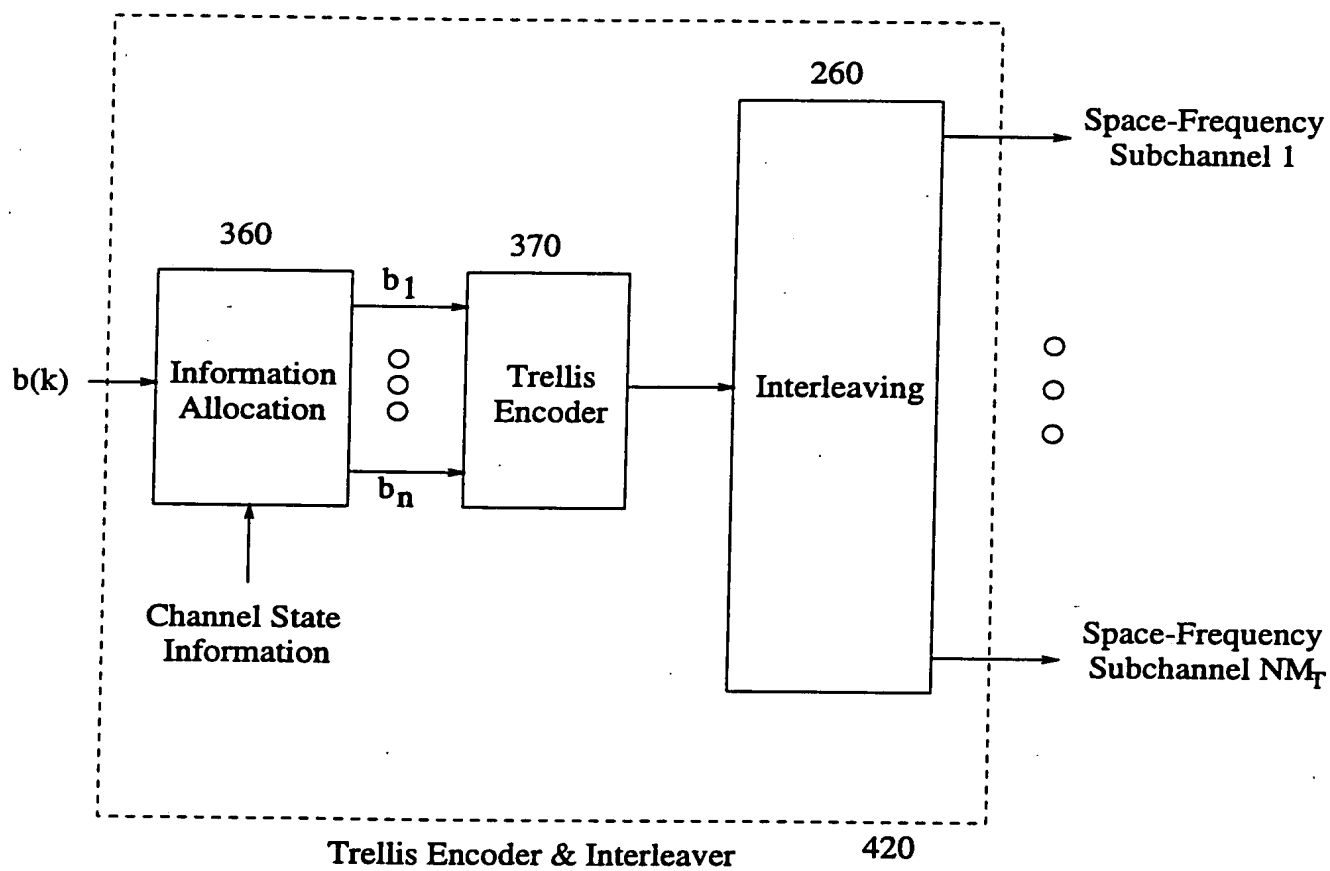 260
Space-Frequency
Subchannel 1
360
370
b1
b(k)
Information
Allocation
Trellis
Encoder
Interleaving
bn
Channel State
Information
Space-Frequency
Subchannel NMT
Trellis Encoder & Interleaver
420